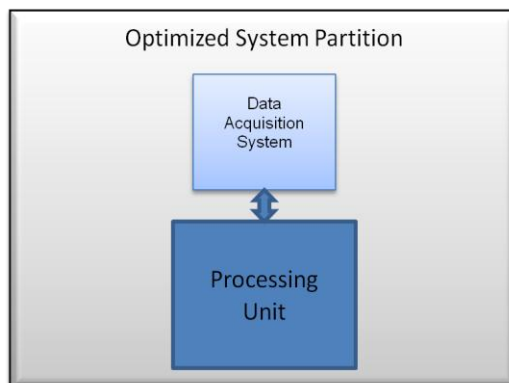 Optimized System Partition
Data
Acquisition
System
Processing
Unit